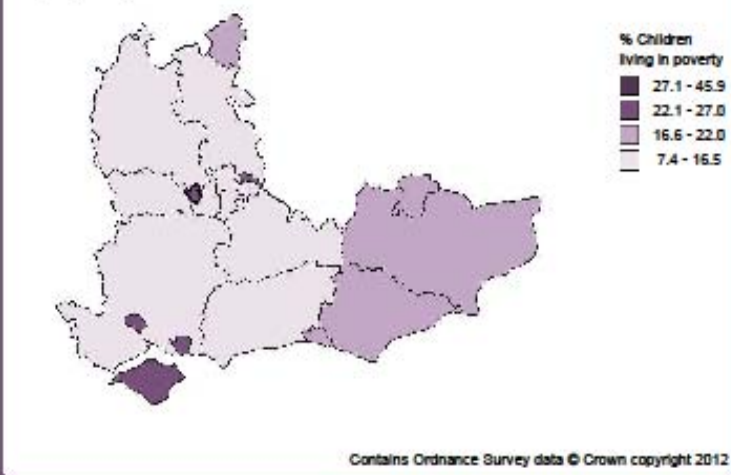 % Children
living in poverty
27.1 - 45.9
22.1 - 27.0
16.6 - 22.0
7.4 - 16.5
Contains Ordnance Survey data © Crown copyright 2012